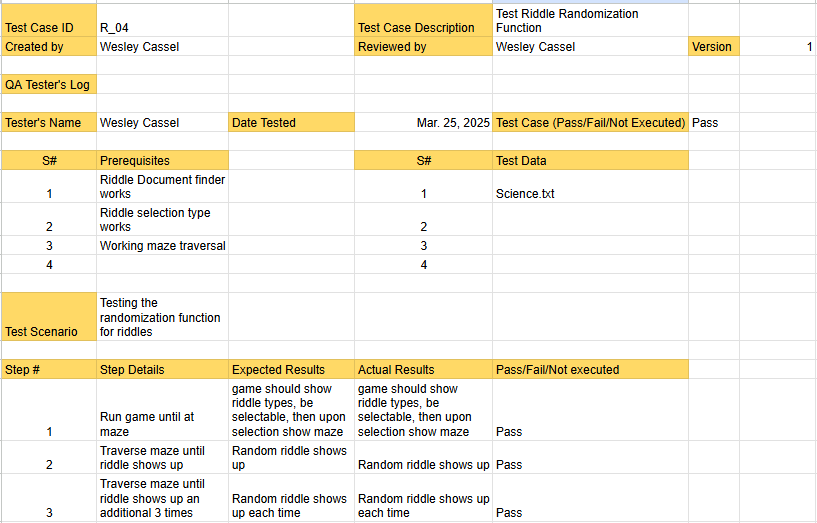 Test Case ID R_04 Test Case Description Test Riddle Randomization
Function
Created by Wesley Cassel Reviewed by Wesley Cassel Version 1
QA Tester's Log
Tester's Name Wesley Cassel Date Tested Mar. 25, 2025 Test Case (Pass/Fail/Not Executed) Pass
S# Prerequisites S# Test Data
1 Riddle Document finder
works 1 Science.txt
2 Riddle selection type
works 2
3 Working maze traversal 3
4 4
Test Scenario Testing the
randomization function
for riddles
Step # Step Details Expected Results Actual Results Pass/Fail/Not executed
1 Run game until at
maze
game should show
riddle types, be
selectable, then upon
selection show maze
game should show
riddle types, be
selectable, then upon
selection show maze
Pass
2 Traverse maze until
riddle shows up
Random riddle shows
up
Random riddle shows up Pass
3 Traverse maze until
riddle shows up an
additional 3 times
Random riddle shows
up each time
Random riddle shows up
each time
Pass